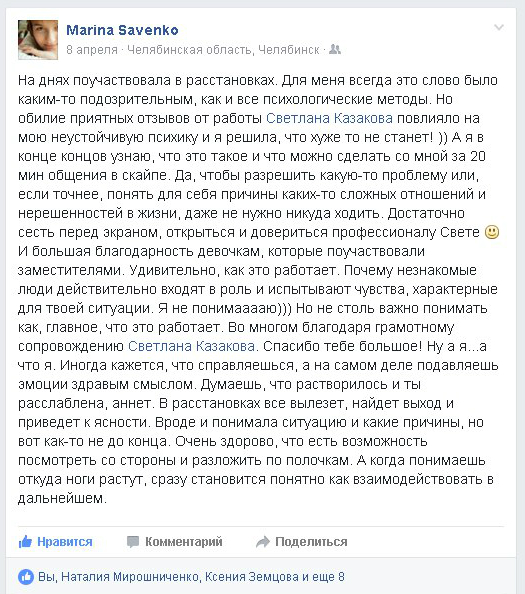 Marina Savenko
8 апреля · Челябинская область, Челябинск ·
На днях поучаствовала в расстановках. Для меня всегда это слово было
каким-то подозрительным, как и все психологические методы. Но
обилие приятных отзывов от работы Светлана Казакова повлияло на
мою неустойчивую психику и я решила, что хуже то не станет! )) А я в
конце концов узнаю, что это такое и что можно сделать со мной за 20
мин общения в скайпе. Да, чтобы разрешить какую-то проблему или,
если точнее, понять для себя причины каких-то сложных отношений и
нерешенностей в жизни, даже не нужно никуда ходить. Достаточно
сесть перед экраном, открыться и довериться профессионалу Свете
И большая благодарность девочкам, которые поучаствовали
заместителями. Удивительно, как это работает. Почему незнакомые
люди действительно входят в роль и испытывают чувства, характерные
для твоей ситуации. Я не понимааааю))) Но не столь важно понимать
как, главное, что это работает. Во многом благодаря грамотному
сопровождению Светлана Казакова. Спасибо тебе большое! Ну а я...а
что я. Иногда кажется, что справляешься, а на самом деле подавляешь
эмоции здравым смыслом. Думаешь, что растворилось и ты
расслаблена, аннет. В расстановках все вылезет, найдет выход и
приведет к ясности. Вроде и понимала ситуацию и какие причины, но
вот как-то не до конца. Очень здорово, что есть возможность
посмотреть со стороны и разложить по полочкам. А когда понимаешь
откуда ноги растут, сразу становится понятно как взаимодействовать в
дальнейшем.
Нравится Комментарий Поделиться
Вы, Наталия Мирошниченко, Ксения Земцова и еще 8